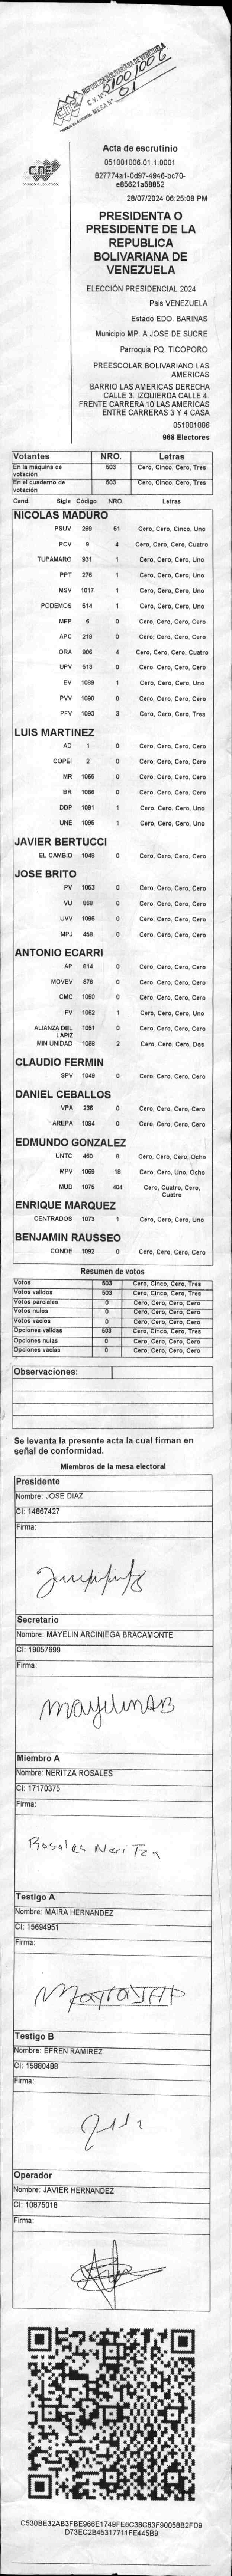 REPUBLICA BOLIVARIANA DE VENEZUELA
C.V. Nº 5100 1006
MESA Nº 01
CNE
Acta de escrutinio
051001006.01.1.0001
827774a1-0d97-4946-bc70-
e85621a58852
28/07/2024 06:25:08 PM
PRESIDENTA O
PRESIDENTE DE LA
REPUBLICA
BOLIVARIANA DE
VENEZUELA
ELECCIÓN PRESIDENCIAL 2024
País VENEZUELA
Estado EDO. BARINAS
Municipio MP. A JOSE DE SUCRE
Parroquia PQ. TICOPORO
PREESCOLAR BOLIVARIANO LAS
AMERICAS
BARRIO LAS AMERICAS DERECHA
CALLE 3. IZQUIERDA CALLE 4.
FRENTE CARRERA 10 LAS AMERICAS
ENTRE CARRERAS 3 Y 4 CASA
051001006
968 Electores
Votantes NRO. Letras
En la máquina de votación 503 Cero, Cinco, Cero, Tres
En el cuaderno de votación 503 Cero, Cinco, Cero, Tres
Cand. Sigla Código NRO. Letras
NICOLAS MADURO
PSUV 269 51 Cero, Cero, Cinco, Uno
PCV 9 4 Cero, Cero, Cero, Cuatro
TUPAMARO 931 1 Cero, Cero, Cero, Uno
PPT 276 1 Cero, Cero, Cero, Uno
MSV 1017 1 Cero, Cero, Cero, Uno
PODEMOS 514 1 Cero, Cero, Cero, Uno
MEP 6 0 Cero, Cero, Cero, Cero
APC 219 0 Cero, Cero, Cero, Cero
ORA 906 4 Cero, Cero, Cero, Cuatro
UPV 513 0 Cero, Cero, Cero, Cero
EV 1089 1 Cero, Cero, Cero, Uno
PVV 1090 0 Cero, Cero, Cero, Cero
PFV 1093 3 Cero, Cero, Cero, Tres
LUIS MARTINEZ
AD 1 0 Cero, Cero, Cero, Cero
COPEI 2 0 Cero, Cero, Cero, Cero
MR 1065 0 Cero, Cero, Cero, Cero
BR 1066 0 Cero, Cero, Cero, Cero
DDP 1091 1 Cero, Cero, Cero, Uno
UNE 1095 1 Cero, Cero, Cero, Uno
JAVIER BERTUCCI
EL CAMBIO 1048 0 Cero, Cero, Cero, Cero
JOSE BRITO
PV 1053 0 Cero, Cero, Cero, Cero
VU 868 0 Cero, Cero, Cero, Cero
UVV 1096 0 Cero, Cero, Cero, Cero
MPJ 458 0 Cero, Cero, Cero, Cero
ANTONIO ECARRI
AP 814 0 Cero, Cero, Cero, Cero
MOVEV 879 0 Cero, Cero, Cero, Cero
CMC 1050 0 Cero, Cero, Cero, Cero
FV 1062 1 Cero, Cero, Cero, Uno
ALIANZA DEL LAPIZ 1051 0 Cero, Cero, Cero, Cero
MIN UNIDAD 1068 2 Cero, Cero, Cero, Dos
CLAUDIO FERMIN
SPV 1049 0 Cero, Cero, Cero, Cero
DANIEL CEBALLOS
VPA 236 0 Cero, Cero, Cero, Cero
AREPA 1094 0 Cero, Cero, Cero, Cero
EDMUNDO GONZALEZ
UNTC 460 8 Cero, Cero, Cero, Ocho
MPV 1069 18 Cero, Cero, Uno, Ocho
MUD 1075 404 Cero, Cuatro, Cero, Cuatro
ENRIQUE MARQUEZ
CENTRADOS 1073 1 Cero, Cero, Cero, Uno
BENJAMIN RAUSSEO
CONDE 1092 0 Cero, Cero, Cero, Cero
Resumen de votos
Votos 503 Cero, Cinco, Cero, Tres
Votos validos 503 Cero, Cinco, Cero, Tres
Votos parciales 0 Cero, Cero, Cero, Cero
Votos nulos 0 Cero, Cero, Cero, Cero
Votos vacios 0 Cero, Cero, Cero, Cero
Opciones validas 503 Cero, Cinco, Cero, Tres
Opciones nulas 0 Cero, Cero, Cero, Cero
Opciones vacias 0 Cero, Cero, Cero, Cero
Observaciones:
Se levanta la presente acta la cual firman en
señal de conformidad.
Miembros de la mesa electoral
Presidente
Nombre: JOSE DIAZ
CI: 14867427
Firma:
Secretario
Nombre: MAYELIN ARCINIEGA BRACAMONTE
CI: 19057699
Firma:
mayelinAB
Miembro A
Nombre: NERITZA ROSALES
CI: 17170375
Firma:
Rosales Neritza
Testigo A
Nombre: MAIRA HERNANDEZ
CI: 15694951
Firma:
Testigo B
Nombre: EFREN RAMIREZ
CI: 15880488
Firma:
Operador
Nombre: JAVIER HERNANDEZ
CI: 10875018
Firma:
C530BE32AB3FBE966E1749FE6C38C83F90058B2FD9
D73EC2B45317711FE445B9